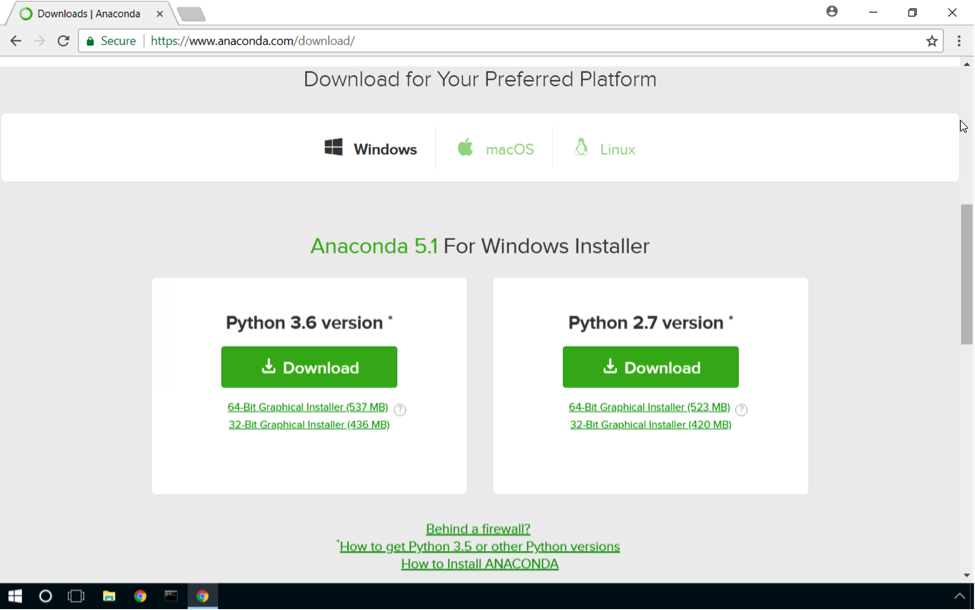 Downloads | Anaconda
Secure | https://www.anaconda.com/download/
Download for Your Preferred Platform
Windows
macOS
Linux
Anaconda 5.1 For Windows Installer
Python 3.6 version *
Download
64-Bit Graphical Installer (537 MB) ?
32-Bit Graphical Installer (436 MB)
Python 2.7 version *
Download
64-Bit Graphical Installer (523 MB) ?
32-Bit Graphical Installer (420 MB)
Behind a firewall?
*How to get Python 3.5 or other Python versions
How to Install ANACONDA